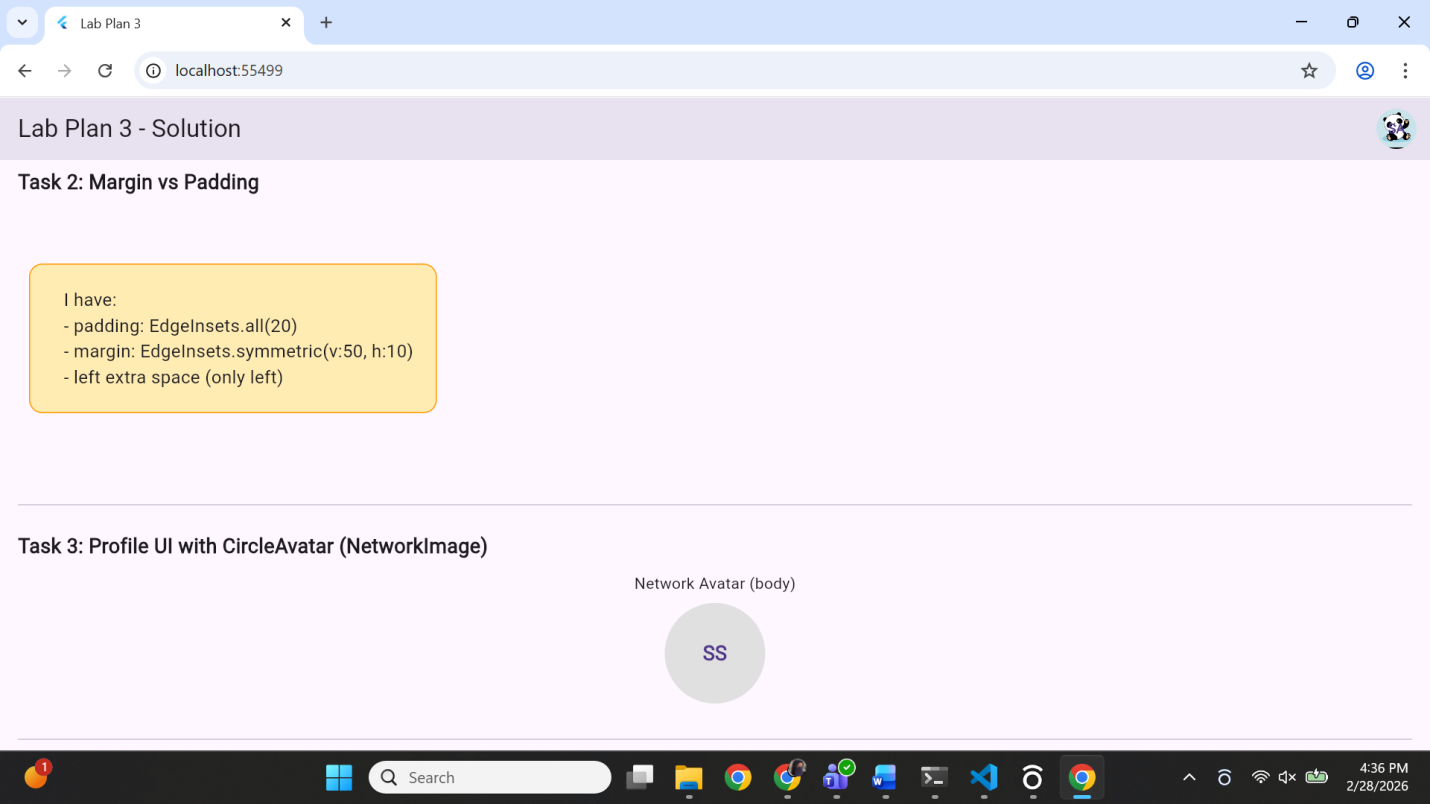 Lab Plan 3
localhost:55499
Lab Plan 3 - Solution
Task 2: Margin vs Padding
I have:
- padding: EdgeInsets.all(20)
- margin: EdgeInsets.symmetric(v:50, h:10)
- left extra space (only left)
Task 3: Profile UI with CircleAvatar (NetworkImage)
Network Avatar (body)
SS
1
Search
4:36 PM
2/28/2026